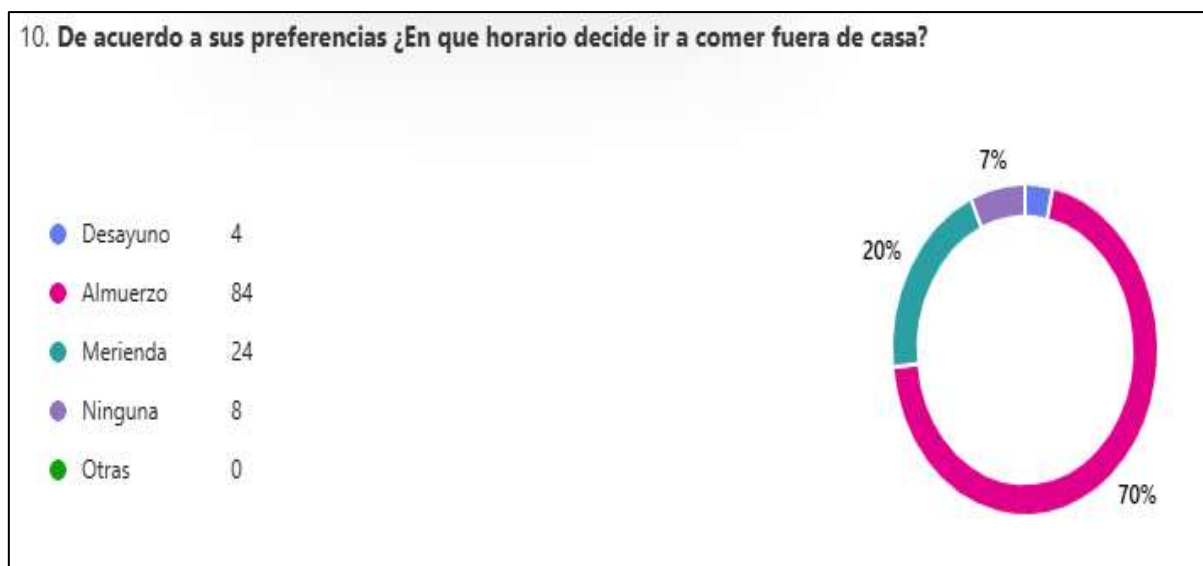 10. De acuerdo a sus preferencias ¿En que horario decide ir a comer fuera de casa?
7%
Desayuno 4
20%
Almuerzo 84
Merienda 24
Ninguna 8
Otras 0
70%